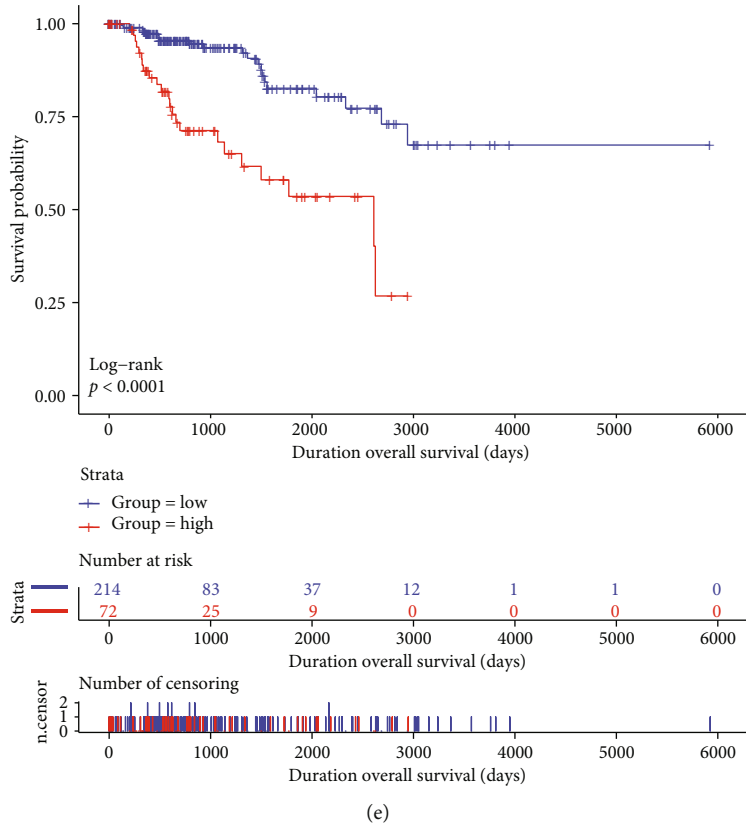 1.00
0.75
0.50
0.25
0.00
Survival probability
Log−rank
p < 0.0001
0 1000 2000 3000 4000 5000 6000
Duration overall survival (days)
Strata
Group = low
Group = high
Number at risk
Strata
214 83 37 12 1 1 0
72 25 9 0 0 0 0
0 1000 2000 3000 4000 5000 6000
Duration overall survival (days)
Number of censoring
n.censor
2
1
0
0 1000 2000 3000 4000 5000 6000
Duration overall survival (days)
(e)